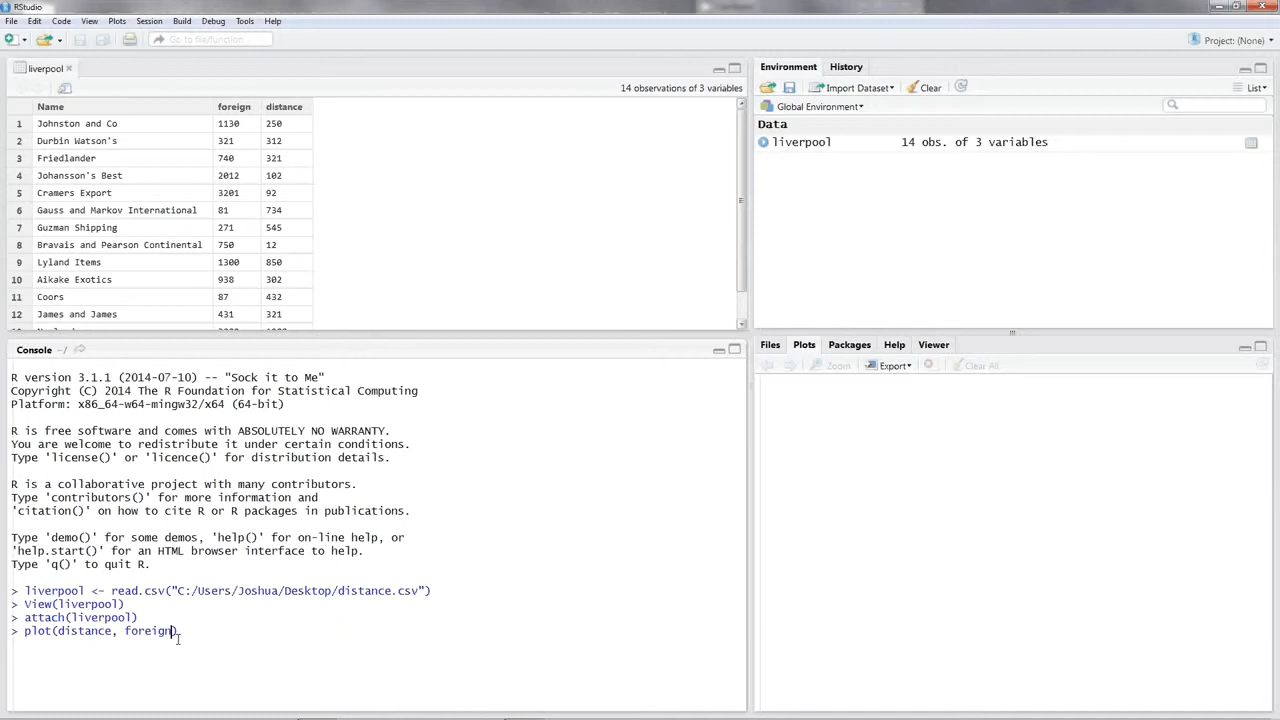 RStudio
File Edit Code View Plots Session Build Debug Tools Help
Go to file/function
Project: (None)
liverpool
14 observations of 3 variables
Name foreign distance
1 Johnston and Co 1130 250
2 Durbin Watson's 321 312
3 Friedlander 740 321
4 Johansson's Best 2012 102
5 Cramers Export 3201 92
6 Gauss and Markov International 81 734
7 Guzman Shipping 271 545
8 Bravais and Pearson Continental 750 12
9 Lyland Items 1300 850
10 Aikake Exotics 938 302
11 Coors 87 432
12 James and James 431 321
Console ~/
R version 3.1.1 (2014-07-10) -- "Sock it to Me"
Copyright (C) 2014 The R Foundation for Statistical Computing
Platform: x86_64-w64-mingw32/x64 (64-bit)
R is free software and comes with ABSOLUTELY NO WARRANTY.
You are welcome to redistribute it under certain conditions.
Type 'license()' or 'licence()' for distribution details.
R is a collaborative project with many contributors.
Type 'contributors()' for more information and
'citation()' on how to cite R or R packages in publications.
Type 'demo()' for some demos, 'help()' for on-line help, or
'help.start()' for an HTML browser interface to help.
Type 'q()' to quit R.
> liverpool <- read.csv("C:/Users/Joshua/Desktop/distance.csv")
> View(liverpool)
> attach(liverpool)
> plot(distance, foreign)
Environment History
Import Dataset Clear List
Global Environment
Data
liverpool 14 obs. of 3 variables
Files Plots Packages Help Viewer
Zoom Export Clear All